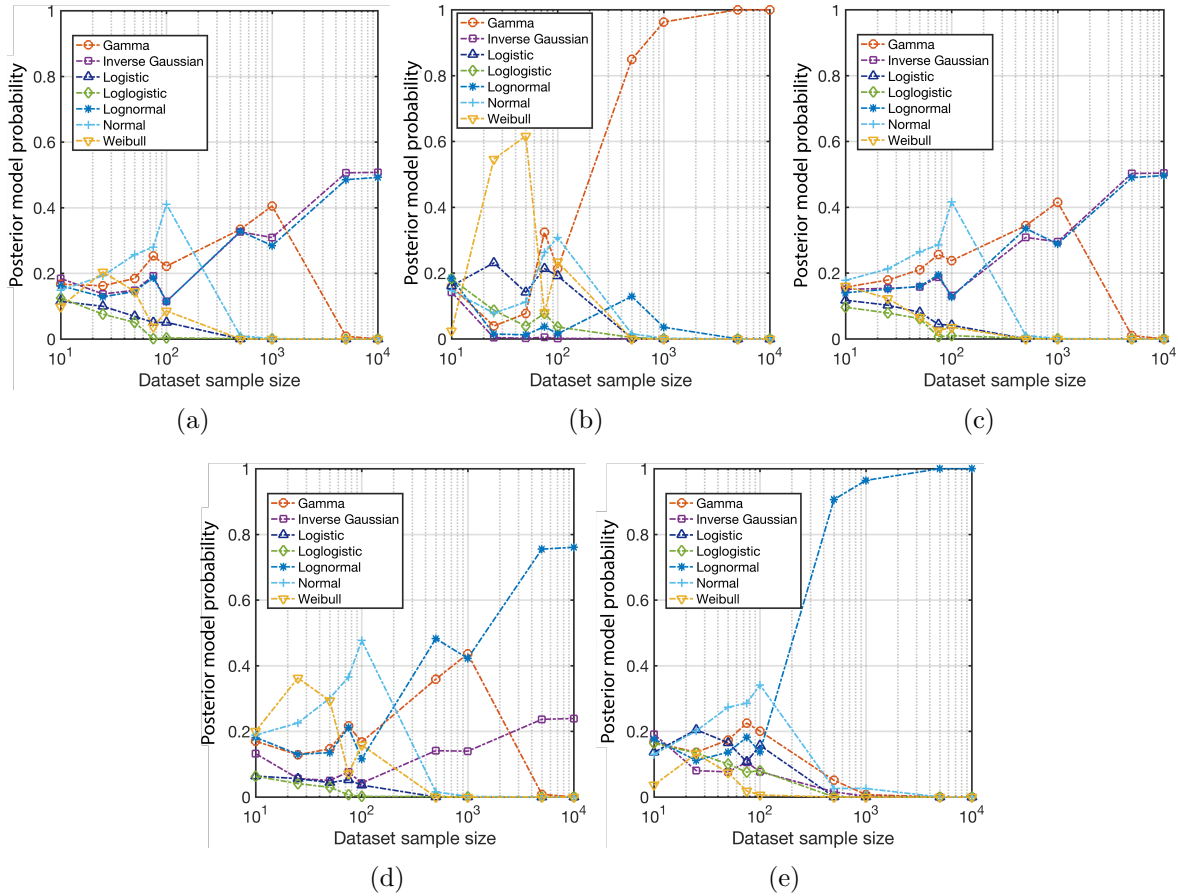 Posterior model probability
1
0.8
0.6
0.4
0.2
0
Gamma
Inverse Gaussian
Logistic
Loglogistic
Lognormal
Normal
Weibull
10^1 10^2 10^3 10^4
Dataset sample size
(a)
Posterior model probability
1
0.8
0.6
0.4
0.2
0
Gamma
Inverse Gaussian
Logistic
Loglogistic
Lognormal
Normal
Weibull
10^1 10^2 10^3 10^4
Dataset sample size
(b)
Posterior model probability
1
0.8
0.6
0.4
0.2
0
Gamma
Inverse Gaussian
Logistic
Loglogistic
Lognormal
Normal
Weibull
10^1 10^2 10^3 10^4
Dataset sample size
(c)
Posterior model probability
1
0.8
0.6
0.4
0.2
0
Gamma
Inverse Gaussian
Logistic
Loglogistic
Lognormal
Normal
Weibull
10^1 10^2 10^3 10^4
Dataset sample size
(d)
Posterior model probability
1
0.8
0.6
0.4
0.2
0
Gamma
Inverse Gaussian
Logistic
Loglogistic
Lognormal
Normal
Weibull
10^1 10^2 10^3 10^4
Dataset sample size
(e)